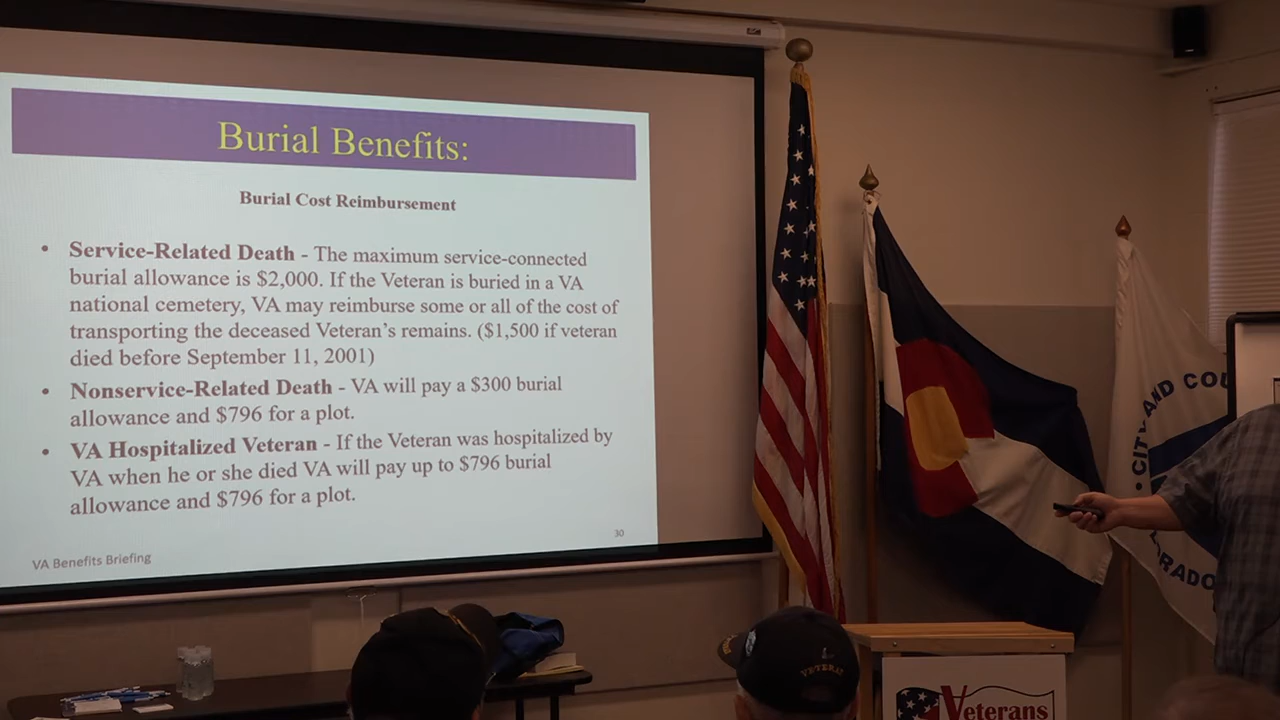 Burial Benefits:
Burial Cost Reimbursement
• Service-Related Death - The maximum service-connected
burial allowance is $2,000. If the Veteran is buried in a VA
national cemetery, VA may reimburse some or all of the cost of
transporting the deceased Veteran's remains. ($1,500 if veteran
died before September 11, 2001)
• Nonservice-Related Death - VA will pay a $300 burial
allowance and $796 for a plot.
• VA Hospitalized Veteran - If the Veteran was hospitalized by
VA when he or she died VA will pay up to $796 burial
allowance and $796 for a plot.
30
VA Benefits Briefing
• CITY AND COU
ORADO
VETERAN
Veterans